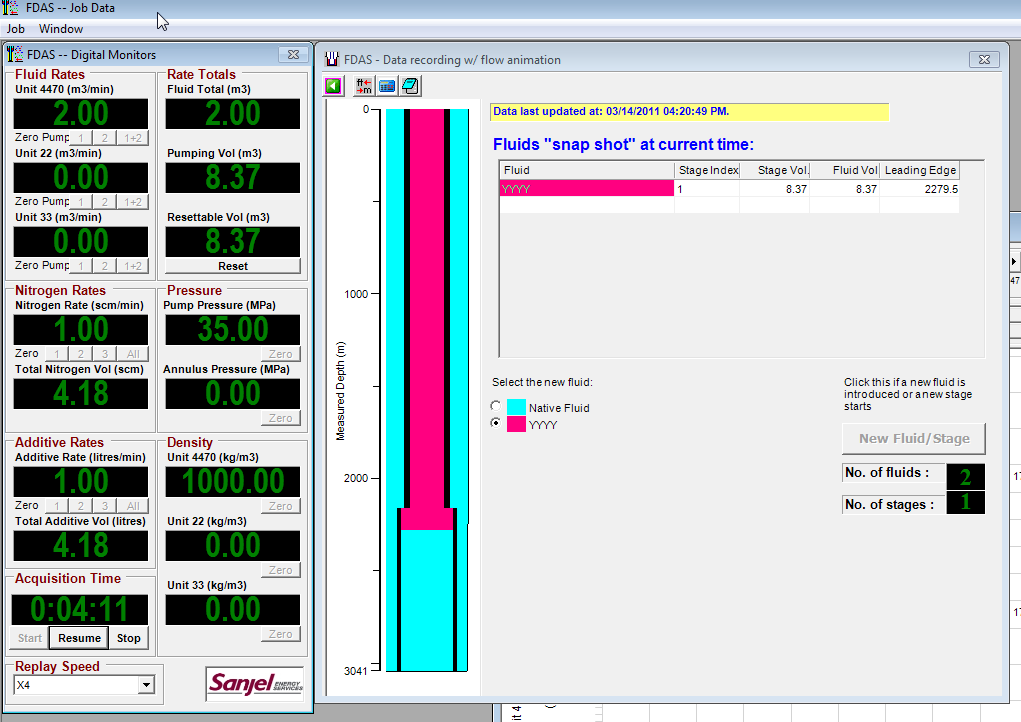 FDAS -- Job Data
Job Window
FDAS -- Digital Monitors
Fluid Rates
Unit 4470 (m3/min)
2.00
Zero Pump 1 2 1+2
Unit 22 (m3/min)
0.00
Zero Pump 1 2 1+2
Unit 33 (m3/min)
0.00
Zero Pump 1 2 1+2
Rate Totals
Fluid Total (m3)
2.00
Pumping Vol (m3)
8.37
Resettable Vol (m3)
8.37
Reset
Nitrogen Rates
Nitrogen Rate (scm/min)
1.00
Zero 1 2 3 All
Total Nitrogen Vol (scm)
4.18
Pressure
Pump Pressure (MPa)
35.00
Zero
Annulus Pressure (MPa)
0.00
Zero
Additive Rates
Additive Rate (litres/min)
1.00
Zero 1 2 3 All
Total Additive Vol (litres)
4.18
Density
Unit 4470 (kg/m3)
1000.00
Zero
Unit 22 (kg/m3)
0.00
Zero
Unit 33 (kg/m3)
0.00
Zero
Acquisition Time
0:04:11
Start Resume Stop
Replay Speed
X4
Sanjel ENERGY SERVICES
FDAS - Data recording w/ flow animation
ft m
0
1000
2000
3041
Measured Depth (m)
Data last updated at: 03/14/2011 04:20:49 PM.
Fluids "snap shot" at current time:
Fluid Stage Index Stage Vol. Fluid Vol Leading Edge
YYYY 1 8.37 8.37 2279.5
Select the new fluid:
Native Fluid
YYYY
Click this if a new fluid is
introduced or a new stage
starts
New Fluid/Stage
No. of fluids : 2
No. of stages : 1
47
17
17
it 4